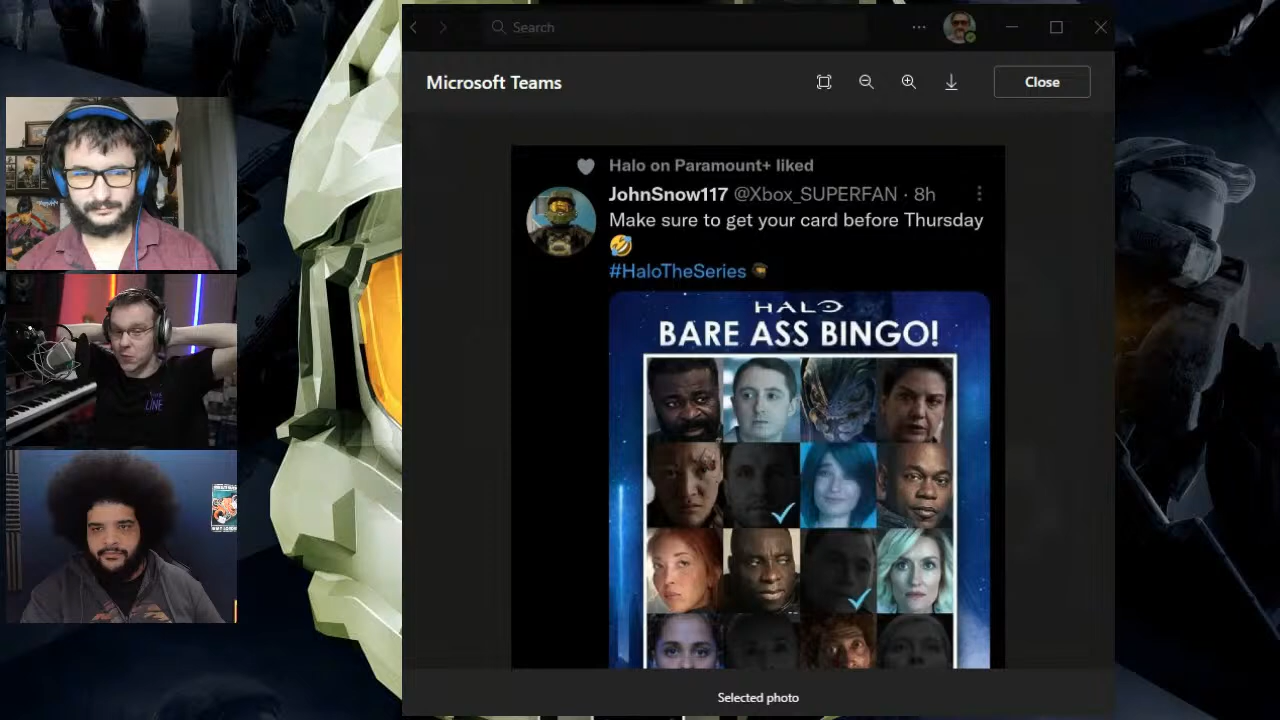 Search
Microsoft Teams
Close
Halo on Paramount+ liked
JohnSnow117 @Xbox_SUPERFAN · 8h
Make sure to get your card before Thursday
🤣
#HaloTheSeries
HALO
BARE ASS BINGO!
LINE
Selected photo